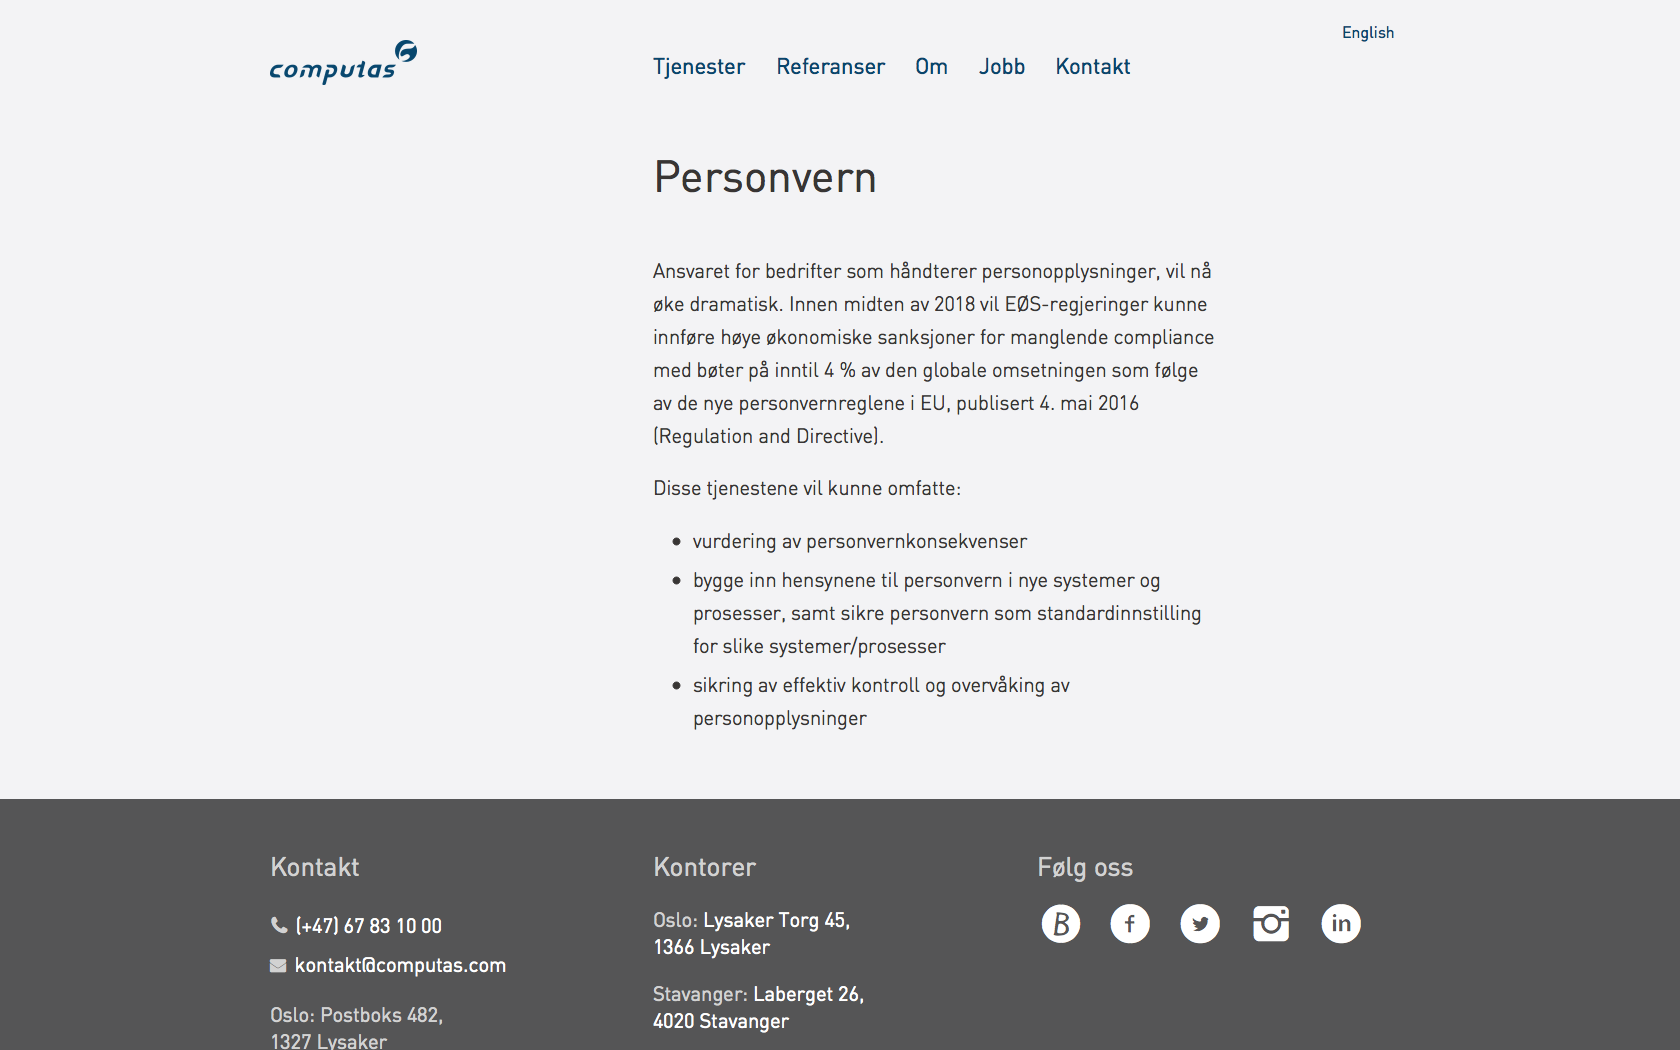 English
computas
Tjenester Referanser Om Jobb Kontakt
Personvern
Ansvaret for bedrifter som håndterer personopplysninger, vil nå
øke dramatisk. Innen midten av 2018 vil EØS-regjeringer kunne
innføre høye økonomiske sanksjoner for manglende compliance
med bøter på inntil 4 % av den globale omsetningen som følge
av de nye personvernreglene i EU, publisert 4. mai 2016
(Regulation and Directive).
Disse tjenestene vil kunne omfatte:
• vurdering av personvernkonsekvenser
• bygge inn hensynene til personvern i nye systemer og
prosesser, samt sikre personvern som standardinnstilling
for slike systemer/prosesser
• sikring av effektiv kontroll og overvåking av
personopplysninger
Kontakt
(+47) 67 83 10 00
kontakt@computas.com
Oslo: Postboks 482,
1327 Lysaker
Kontorer
Oslo: Lysaker Torg 45,
1366 Lysaker
Stavanger: Laberget 26,
4020 Stavanger
Følg oss
B f in